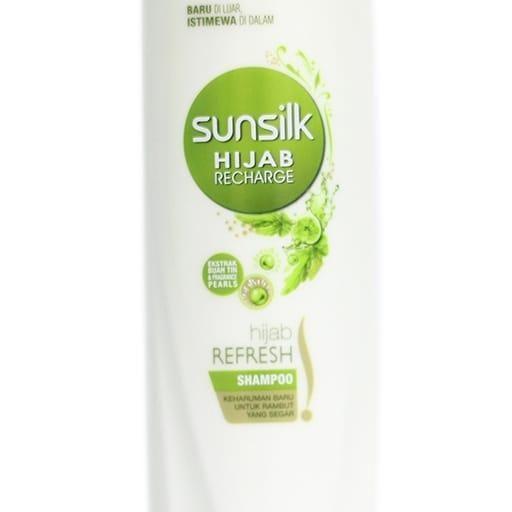 BARU DI LUAR,
ISTIMEWA DI DALAM
sunsilk
HIJAB
RECHARGE
EKSTRAK
BUAH TIN
& FRAGRANCE
PEARLS
hijab
REFRESH
SHAMPOO
KEHARUMAN BARU
UNTUK RAMBUT
YANG SEGAR